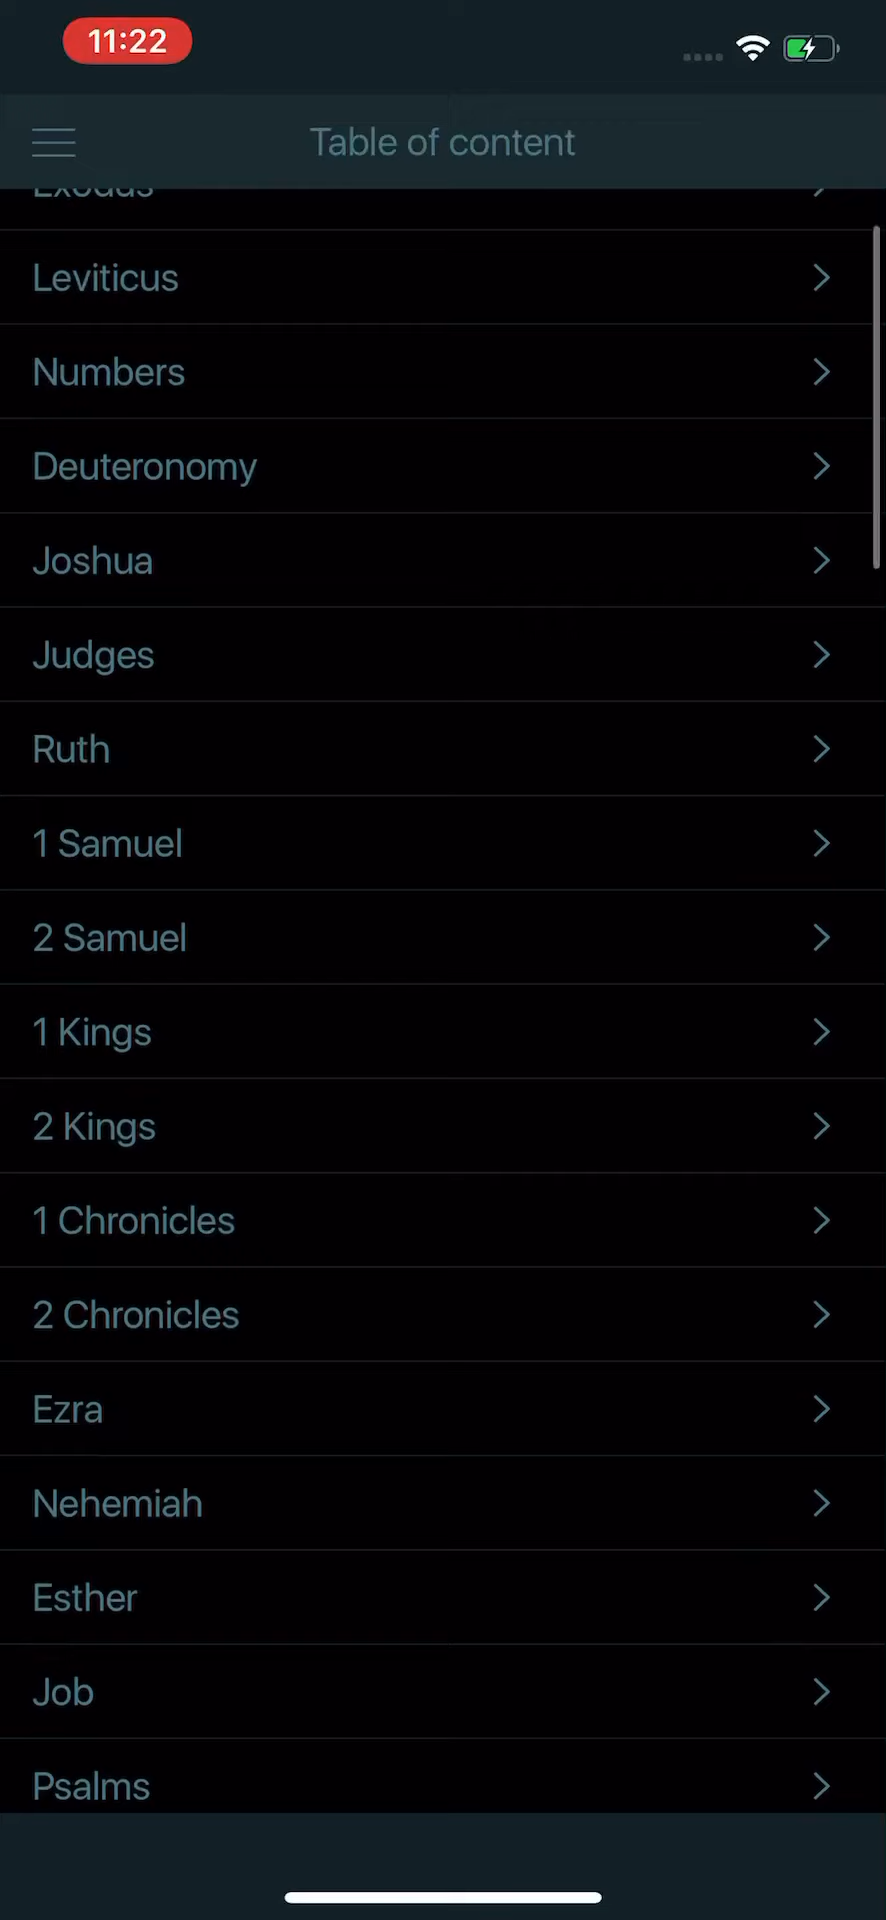 11:22
Table of content
Exodus
Leviticus
Numbers
Deuteronomy
Joshua
Judges
Ruth
1 Samuel
2 Samuel
1 Kings
2 Kings
1 Chronicles
2 Chronicles
Ezra
Nehemiah
Esther
Job
Psalms